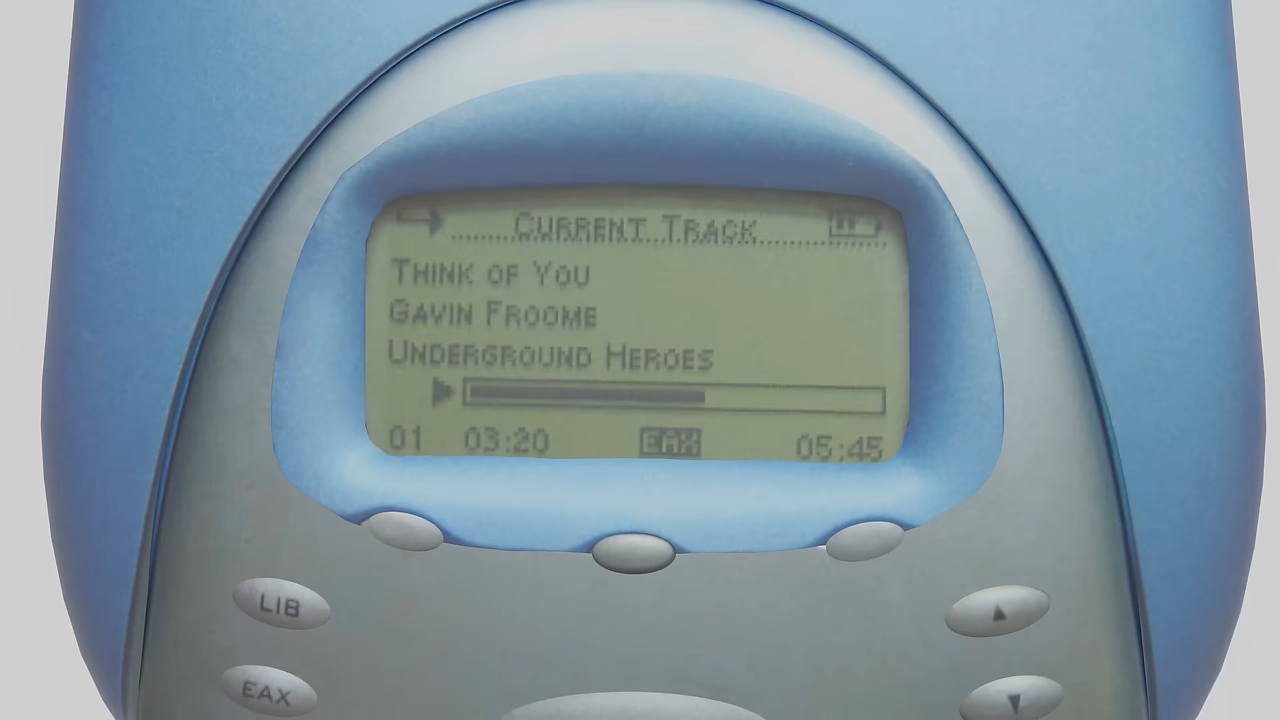 Current Track
Think of You
Gavin Froome
Underground Heroes
01 03:20 EAX 05:45
LIB
EAX